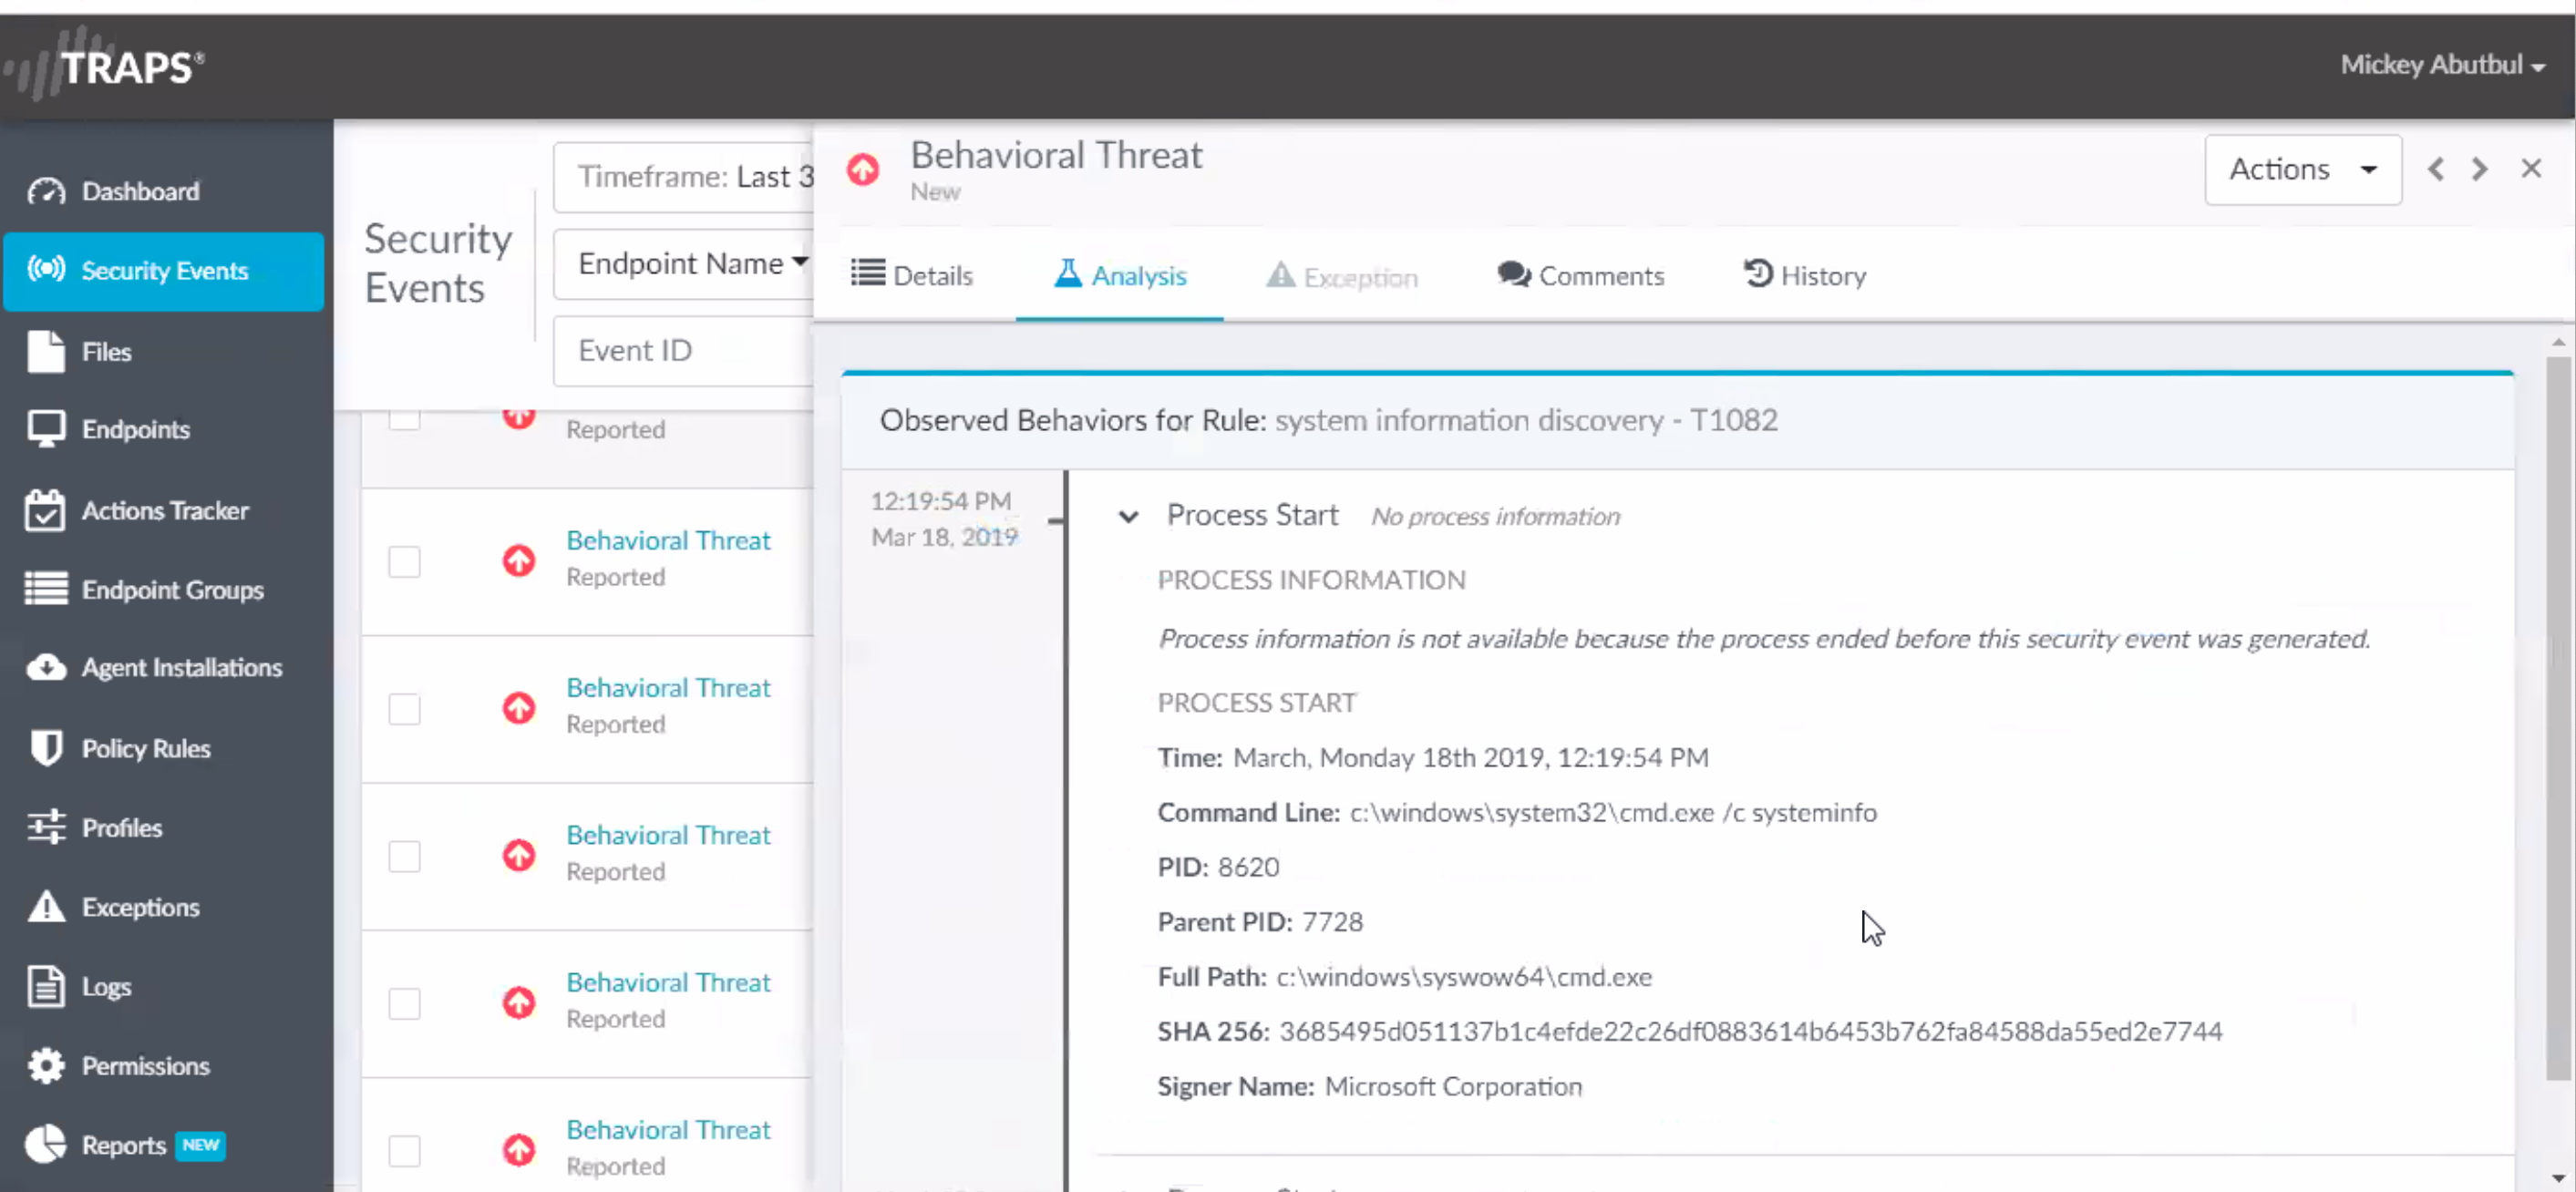 TRAPS®
Mickey Abutbul
Dashboard
Security Events
Files
Endpoints
Actions Tracker
Endpoint Groups
Agent Installations
Policy Rules
Profiles
Exceptions
Logs
Permissions
Reports NEW
Security
Events
Timeframe: Last 3
Endpoint Name
Event ID
Reported
Behavioral Threat
Reported
Behavioral Threat
Reported
Behavioral Threat
Reported
Behavioral Threat
Reported
Behavioral Threat
Reported
Behavioral Threat
New
Actions
Details
Analysis
Exception
Comments
History
Observed Behaviors for Rule: system information discovery - T1082
12:19:54 PM
Mar 18, 2019
Process Start No process information
PROCESS INFORMATION
Process information is not available because the process ended before this security event was generated.
PROCESS START
Time: March, Monday 18th 2019, 12:19:54 PM
Command Line: c:\windows\system32\cmd.exe /c systeminfo
PID: 8620
Parent PID: 7728
Full Path: c:\windows\syswow64\cmd.exe
SHA 256: 3685495d051137b1c4efde22c26df0883614b6453b762fa84588da55ed2e7744
Signer Name: Microsoft Corporation